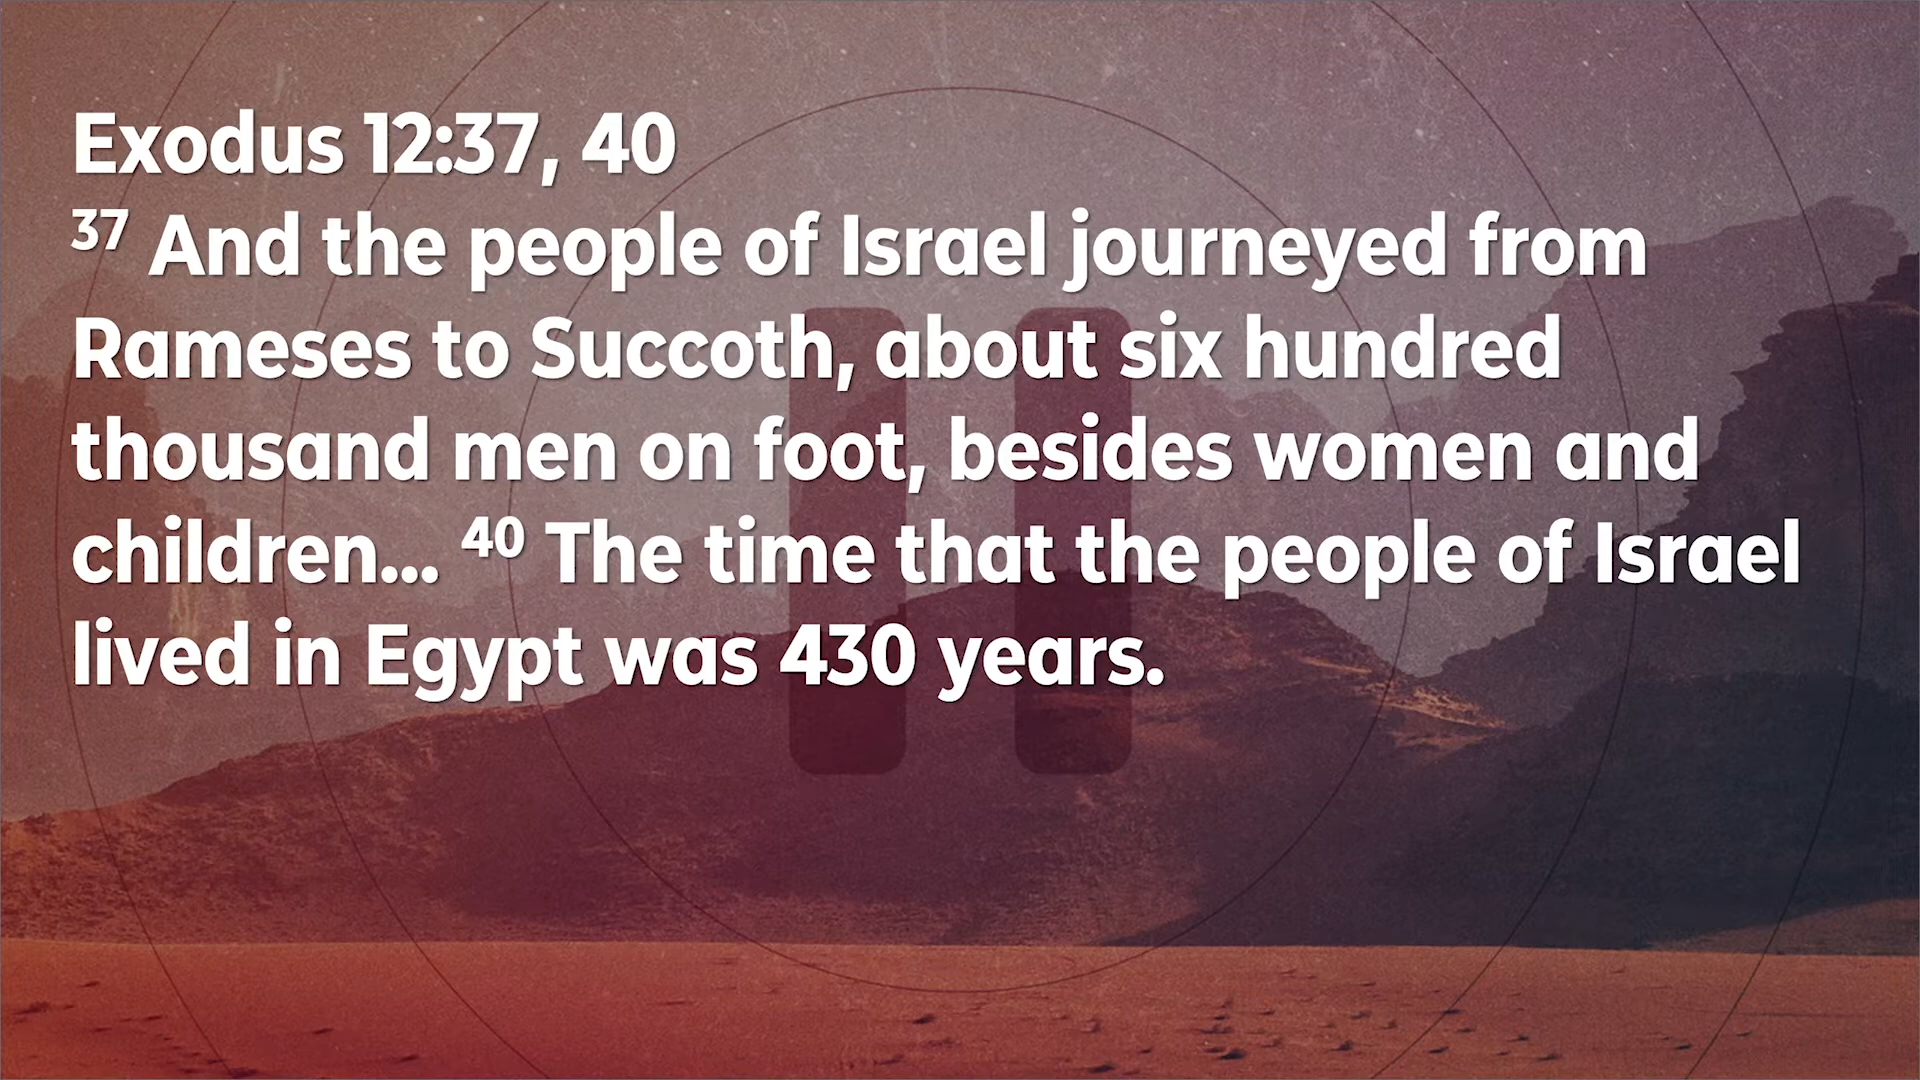 Exodus 12:37, 40
37 And the people of Israel journeyed from
Rameses to Succoth, about six hundred
thousand men on foot, besides women and
children... 40 The time that the people of Israel
lived in Egypt was 430 years.